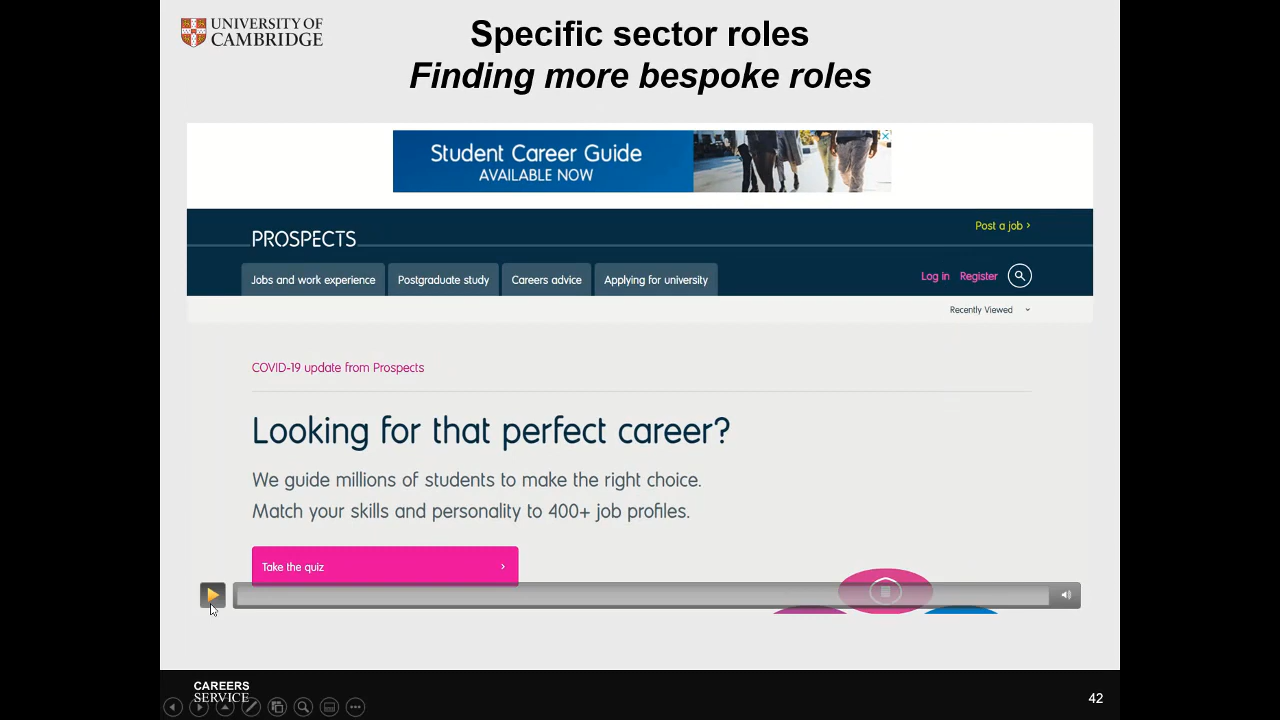 UNIVERSITY OF
CAMBRIDGE
Specific sector roles
Finding more bespoke roles
Student Career Guide
AVAILABLE NOW
Post a job ›
PROSPECTS
Jobs and work experience
Postgraduate study
Careers advice
Applying for university
Log in
Register
Recently Viewed
COVID-19 update from Prospects
Looking for that perfect career?
We guide millions of students to make the right choice.
Match your skills and personality to 400+ job profiles.
Take the quiz ›
CAREERS
SERVICE
42